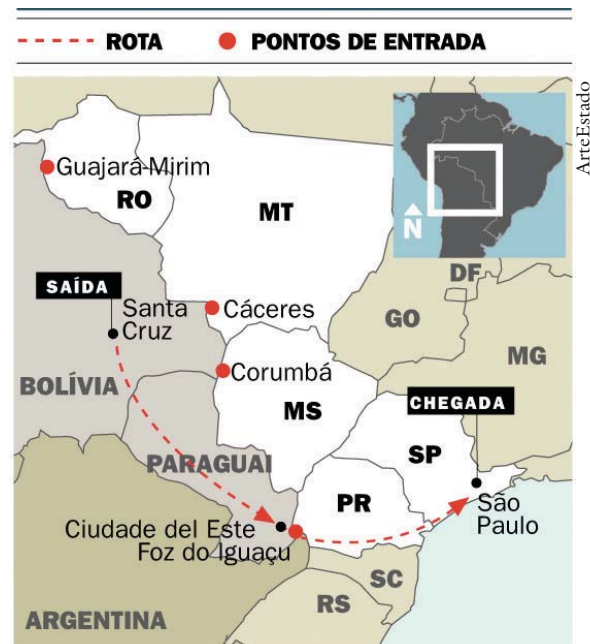 ROTA
PONTOS DE ENTRADA
ArteEstado
Guajará-Mirim
RO
MT
N
DF
SAÍDA
Santa
Cruz
Cáceres
GO
MG
BOLÍVIA
Corumbá
MS
CHEGADA
PARAGUAI
SP
PR
São
Paulo
Ciudade del Este
Foz do Iguaçu
SC
RS
ARGENTINA